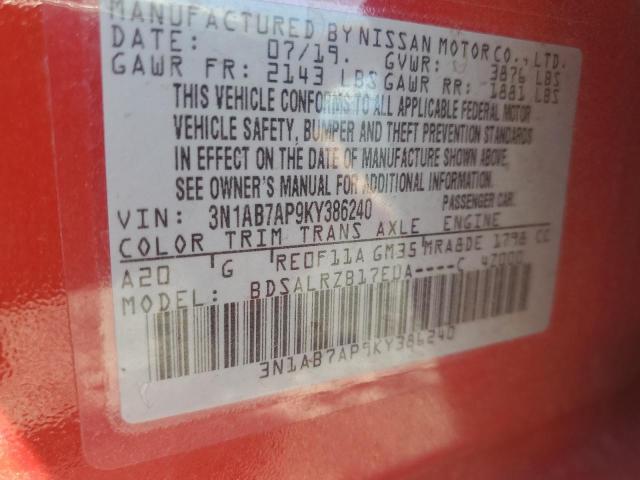 MANUFACTURED BY NISSAN MOTOR CO., LTD.
DATE: 07/19. GVWR: 3876 LBS
GAWR FR: 2143 LBS GAWR RR: 1881 LBS
THIS VEHICLE CONFORMS TO ALL APPLICABLE FEDERAL MOTOR
VEHICLE SAFETY, BUMPER AND THEFT PREVENTION STANDARDS
IN EFFECT ON THE DATE OF MANUFACTURE SHOWN ABOVE.
SEE OWNER'S MANUAL FOR ADDITIONAL INFORMATION.
VIN: 3N1AB7AP9KY386240 PASSENGER CAR.
COLOR TRIM TRANS AXLE ENGINE
A20 G RE0F11A GM35 MRA8DE 1798 CC
MODEL: BDSALRZB17EUA----C 4Z000
3N1AB7AP9KY386240